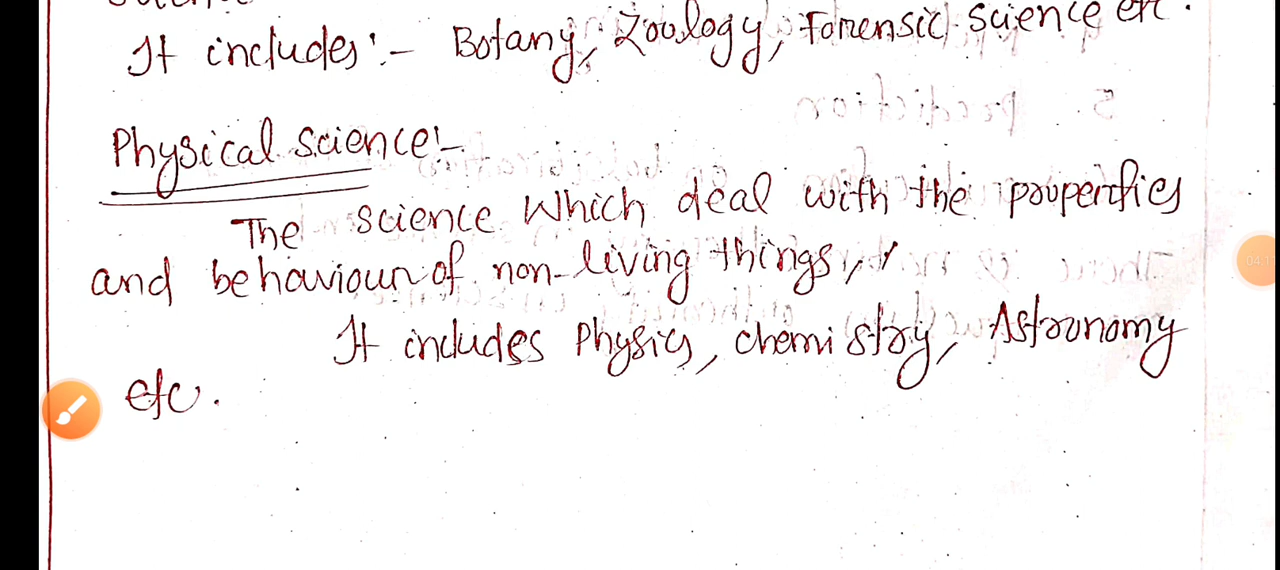 It includes:- Botany, Zoology, Forensic science etc.
Physical science:-
The science which deal with the properties
and behaviour of non-living things,
It includes Physics, chemistry, Astronomy
etc.